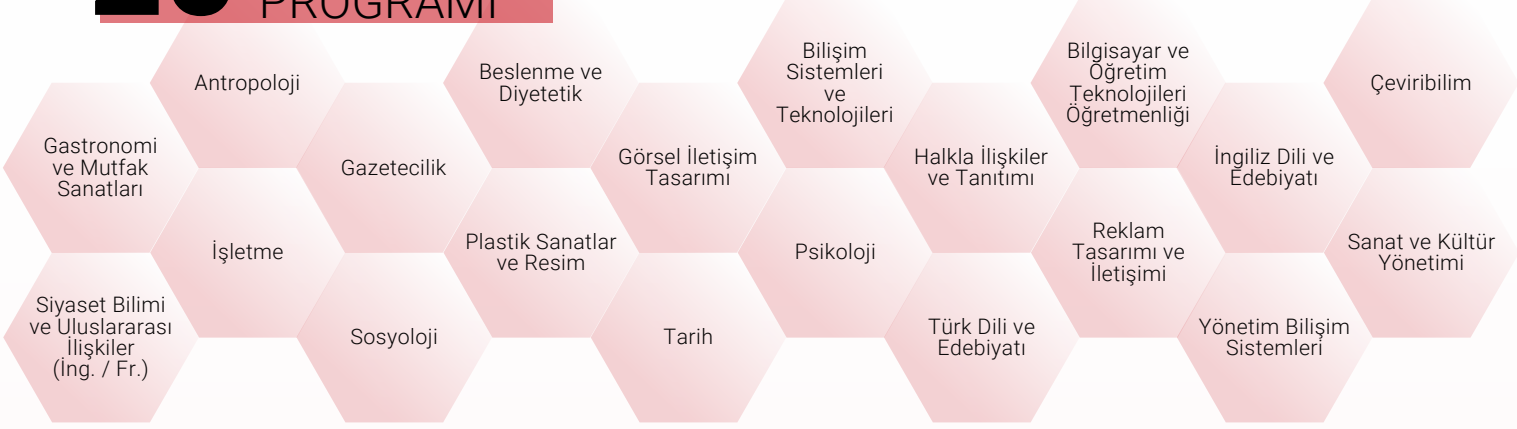 PROGRAMI
Antropoloji
Beslenme ve
Diyetetik
Bilişim
Sistemleri
ve
Teknolojileri
Bilgisayar ve
Öğretim
Teknolojileri
Öğretmenliği
Çeviribilim
Gastronomi
ve Mutfak
Sanatları
Gazetecilik
Görsel İletişim
Tasarımı
Halkla İlişkiler
ve Tanıtımı
İngiliz Dili ve
Edebiyatı
İşletme
Plastik Sanatlar
ve Resim
Psikoloji
Reklam
Tasarımı ve
İletişimi
Sanat ve Kültür
Yönetimi
Siyaset Bilimi
ve Uluslararası
İlişkiler
(İng. / Fr.)
Sosyoloji
Tarih
Türk Dili ve
Edebiyatı
Yönetim Bilişim
Sistemleri